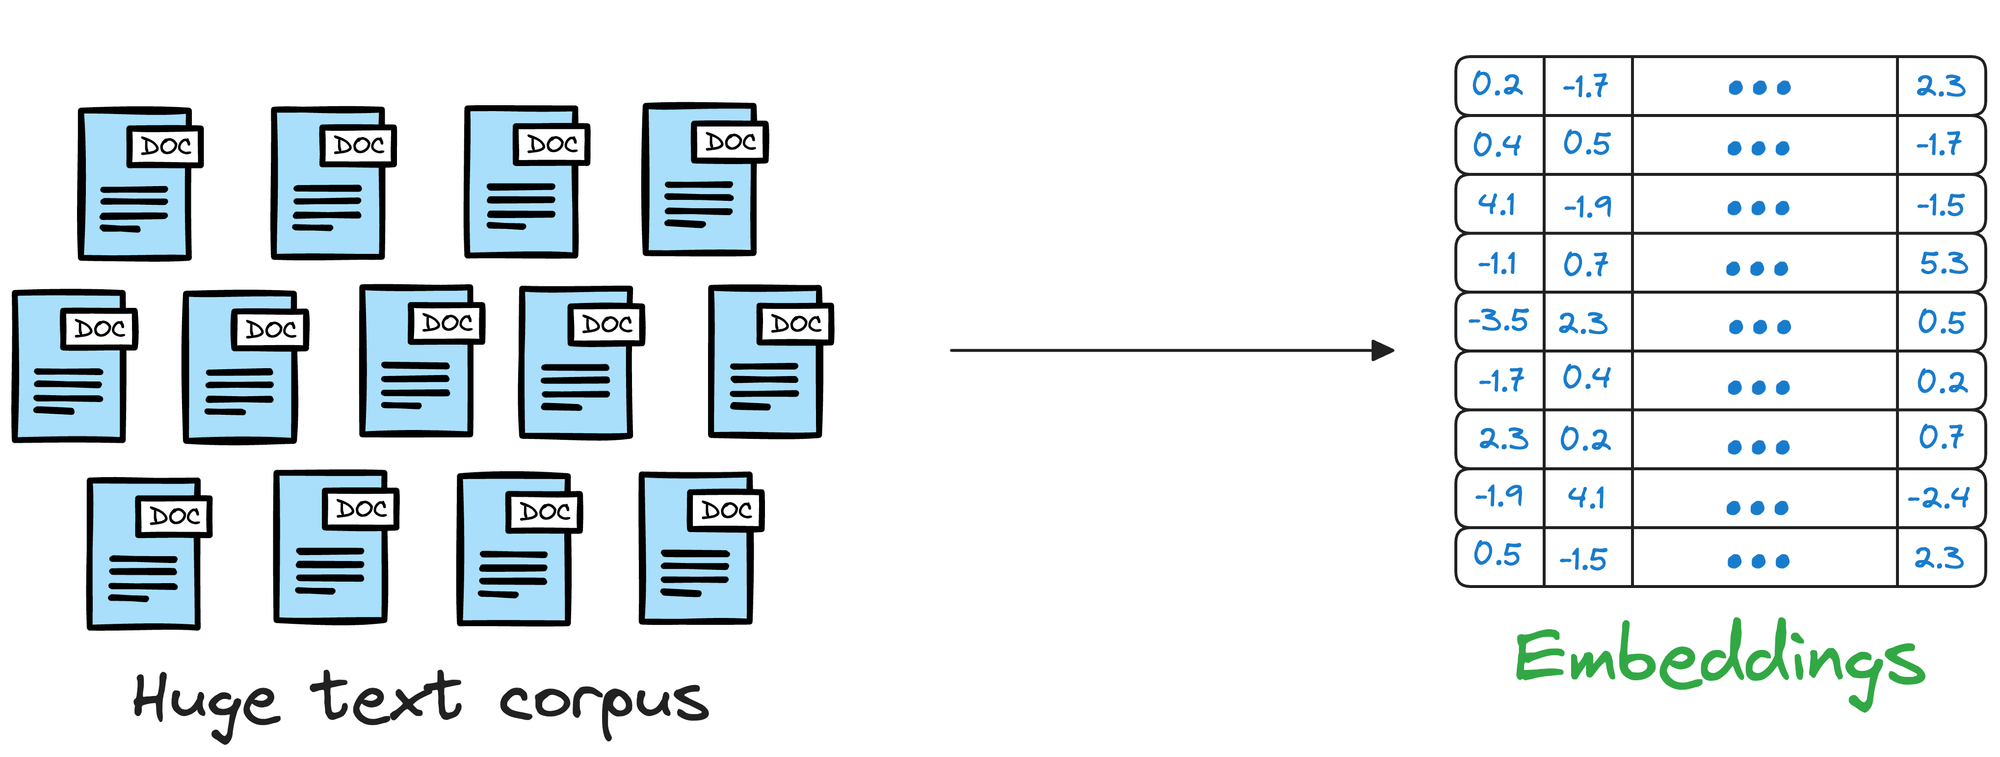 DOC DOC DOC DOC
DOC DOC DOC DOC DOC
DOC DOC DOC DOC
Huge text corpus
0.2 -1.7 ••• 2.3
0.4 0.5 ••• -1.7
4.1 -1.9 ••• -1.5
-1.1 0.7 ••• 5.3
-3.5 2.3 ••• 0.5
-1.7 0.4 ••• 0.2
2.3 0.2 ••• 0.7
-1.9 4.1 ••• -2.4
0.5 -1.5 ••• 2.3
Embeddings